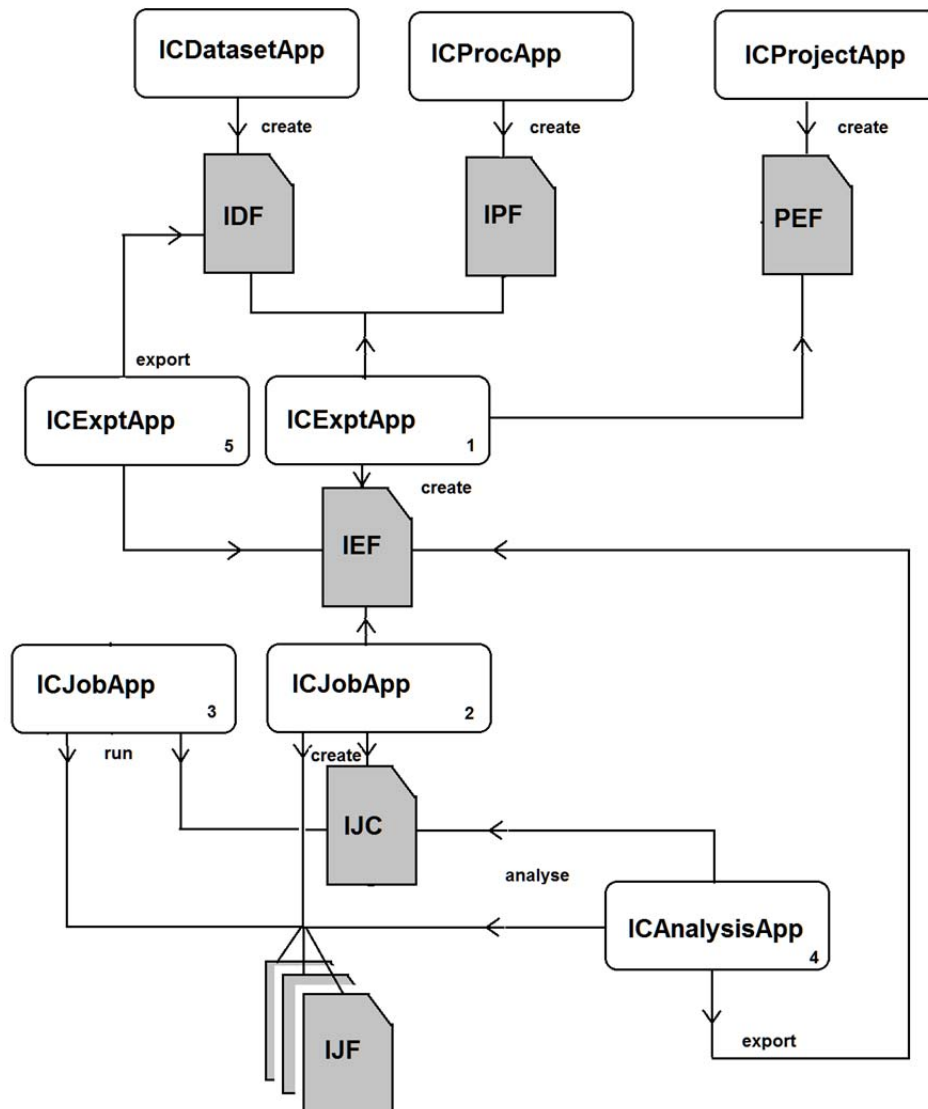 ICDatasetApp
ICProcApp
ICProjectApp
create
create
create
IDF
IPF
PEF
export
ICExptApp
5
ICExptApp
1
create
IEF
ICJobApp
3
ICJobApp
2
run
create
IJC
analyse
ICAnalysisApp
4
IJF
export